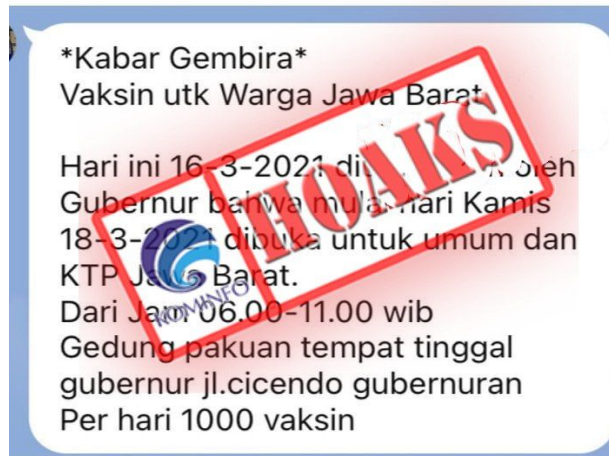 *Kabar Gembira*
Vaksin utk Warga Jawa Barat
Hari ini 16-3-2021 oleh
Gubernur bahwa mulai hari Kamis
18-3-2021 dibuka untuk umum dan
KTP Jawa Barat.
Dari Jam 06.00-11.00 wib
Gedung pakuan tempat tinggal
gubernur jl.cicendo gubernuran
Per hari 1000 vaksin
HOAKS
KOMINFO